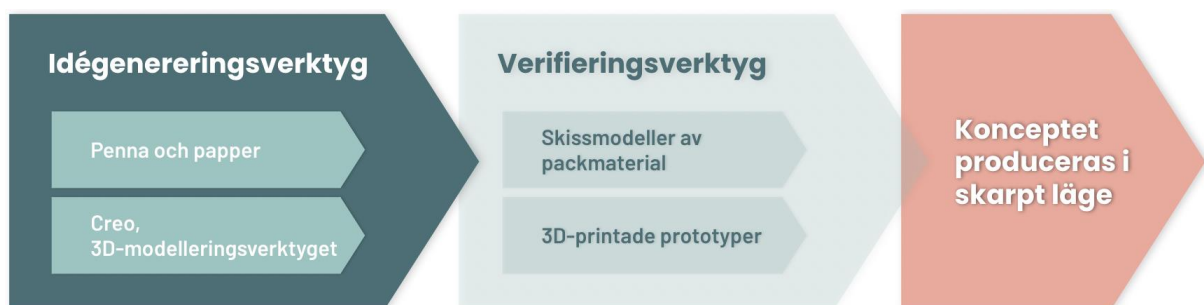 Idégenereringsverktyg
Penna och papper
Creo,
3D-modelleringsverktyget
Verifieringsverktyg
Skissmodeller av
packmaterial
3D-printade prototyper
Konceptet
produceras i
skarpt läge